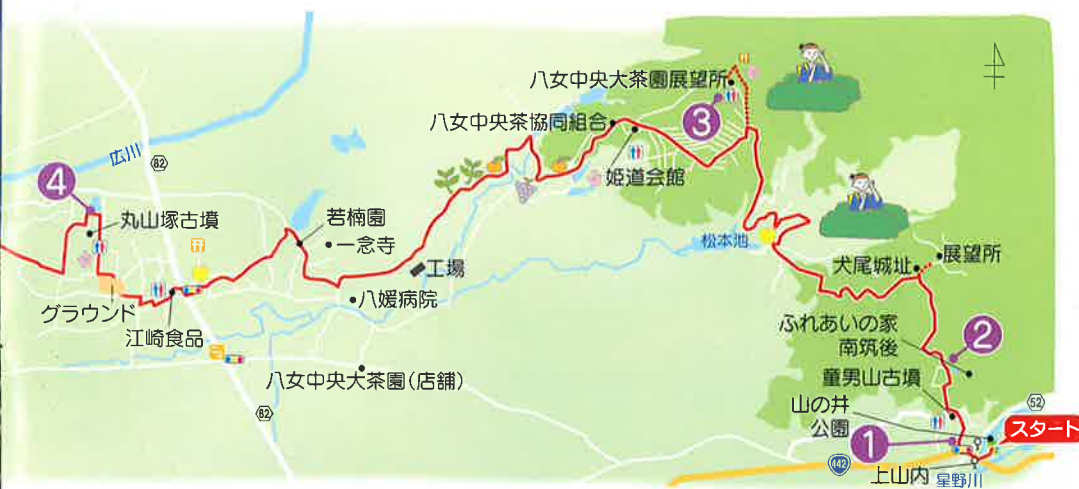 八女中央大茶園展望所
3
八女中央茶協同組合
広川
82
4
姫道会館
丸山塚古墳
若楠園
一念寺
松本池
展望所
犬尾城址
工場
八媛病院
グラウンド
江崎食品
ふれあいの家
南筑後
2
童男山古墳
八女中央大茶園(店舗)
山の井
公園
52
82
スタート
1
442
上山内
星野川